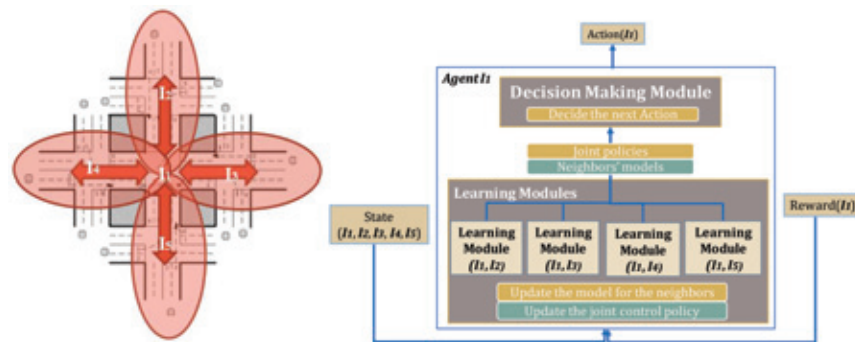 I2
I4
I1
I3
I5
Action(I1)
Agent I1
Decision Making Module
Decide the next Action
Joint policies
Neighbors' models
Learning Modules
State
(I1, I2, I3, I4, I5)
Reward(I1)
Learning
Module
(I1, I2)
Learning
Module
(I1, I3)
Learning
Module
(I1, I4)
Learning
Module
(I1, I5)
Update the model for the neighbors
Update the joint control policy